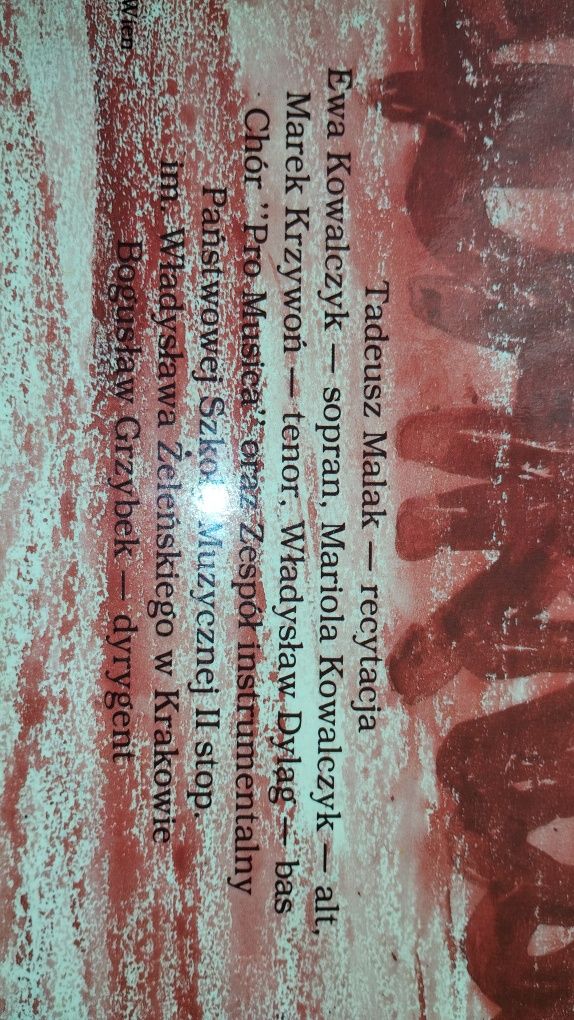 Tadeusz Malak — recytacja
Ewa Kowalczyk — sopran, Mariola Kowalczyk — alt,
Marek Krzywoń — tenor, Władysław Dyląg — bas
Chór ''Pro Musica'' oraz Zespół instrumentalny
Państwowej Szkoły Muzycznej II stop.
im. Władysława Żeleńskiego w Krakowie
Bogusław Grzybek — dyrygent
Wien